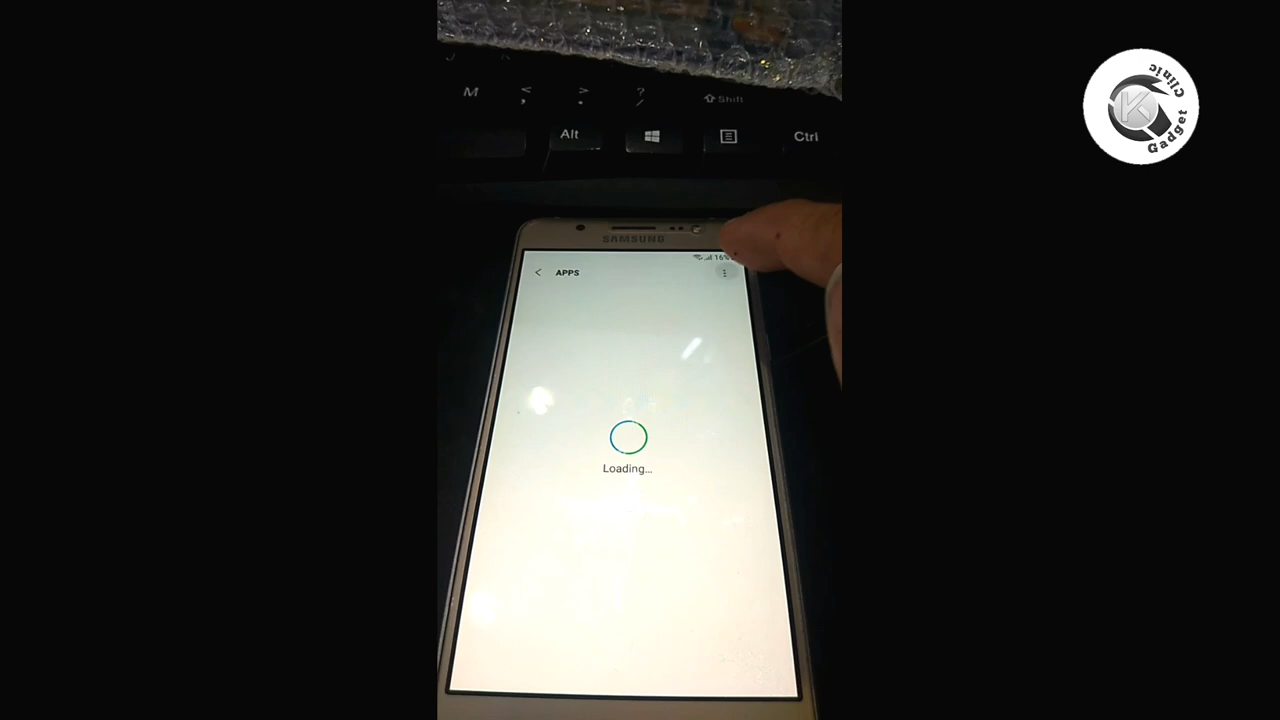 M < , > . ? / Shift
Alt Ctrl
SAMSUNG
16%
APPS
Loading...
K Gadget Clinic